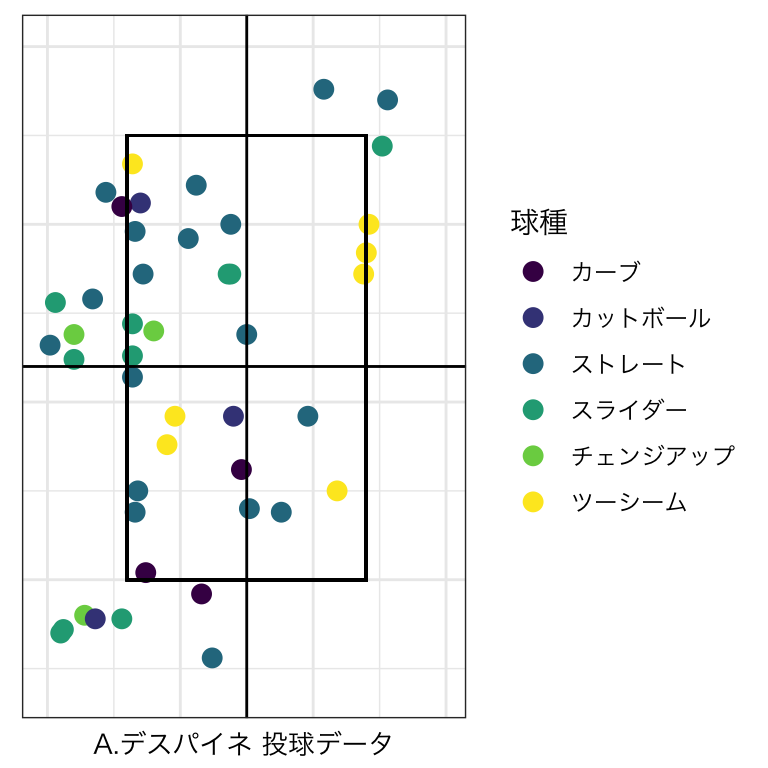 球種
カーブ
カットボール
ストレート
スライダー
チェンジアップ
ツーシーム
A.デスパイネ 投球データ